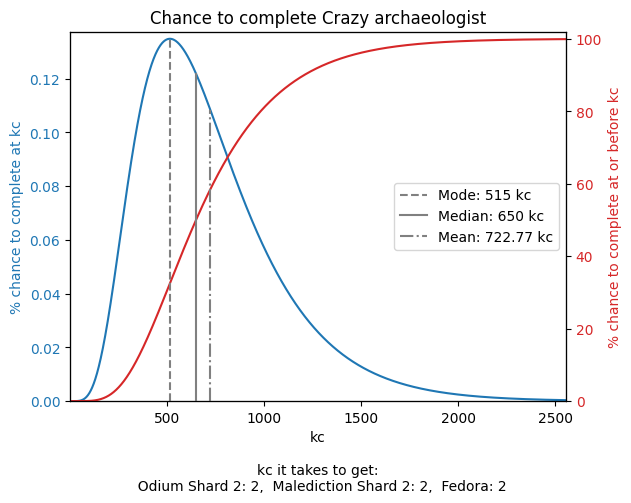 Chance to complete Crazy archaeologist
% chance to complete at kc
0.12
0.10
0.08
0.06
0.04
0.02
0.00
100
80
60
40
20
0
% chance to complete at or before kc
Mode: 515 kc
Median: 650 kc
Mean: 722.77 kc
500 1000 1500 2000 2500
kc
kc it takes to get:
Odium Shard 2: 2, Malediction Shard 2: 2, Fedora: 2